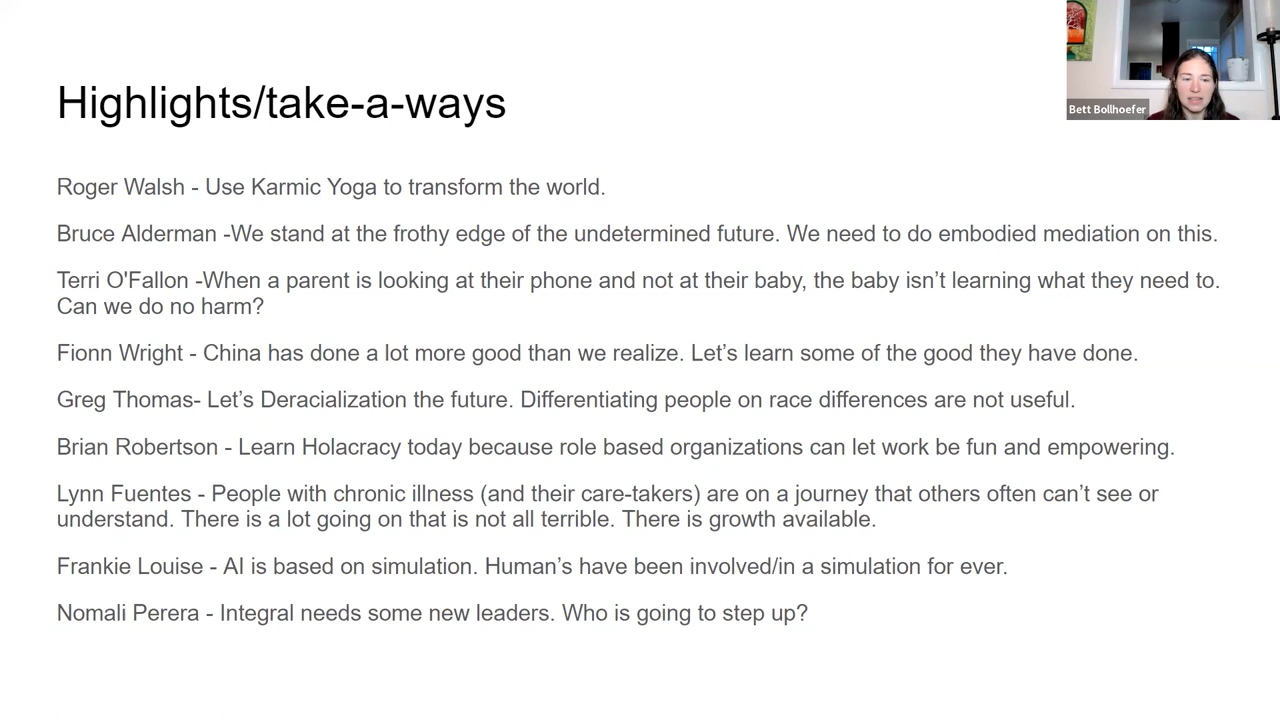 Highlights/take-a-ways
Bett Bollhoefer
Roger Walsh - Use Karmic Yoga to transform the world.
Bruce Alderman -We stand at the frothy edge of the undetermined future. We need to do embodied mediation on this.
Terri O'Fallon -When a parent is looking at their phone and not at their baby, the baby isn’t learning what they need to.
Can we do no harm?
Fionn Wright - China has done a lot more good than we realize. Let’s learn some of the good they have done.
Greg Thomas- Let’s Deracialization the future. Differentiating people on race differences are not useful.
Brian Robertson - Learn Holacracy today because role based organizations can let work be fun and empowering.
Lynn Fuentes - People with chronic illness (and their care-takers) are on a journey that others often can’t see or
understand. There is a lot going on that is not all terrible. There is growth available.
Frankie Louise - AI is based on simulation. Human’s have been involved/in a simulation for ever.
Nomali Perera - Integral needs some new leaders. Who is going to step up?